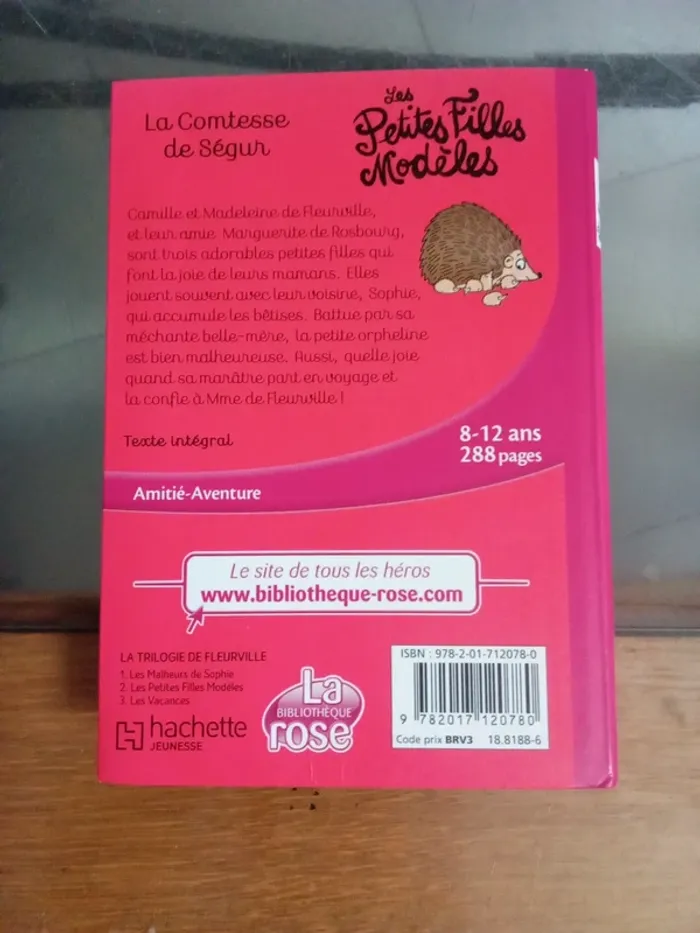 La Comtesse
de Ségur
Les
Petites Filles
Modèles
Camille et Madeleine de Fleurville,
et leur amie Marguerite de Rosbourg,
sont trois adorables petites filles qui
font la joie de leurs mamans. Elles
jouent souvent avec leur voisine, Sophie,
qui accumule les bêtises. Battue par sa
méchante belle-mère, la petite orpheline
est bien malheureuse. Aussi, quelle joie
quand sa marâtre part en voyage et
la confie à Mme de Fleurville !
Texte intégral
8-12 ans
288 pages
Amitié-Aventure
Le site de tous les héros
www.bibliotheque-rose.com
LA TRILOGIE DE FLEURVILLE
1. Les Malheurs de Sophie
2. Les Petites Filles Modèles
3. Les Vacances
hachette
JEUNESSE
La
BIBLIOTHÈQUE
rose
ISBN : 978-2-01-712078-0
9 782017 120780
Code prix BRV3 18.8188-6